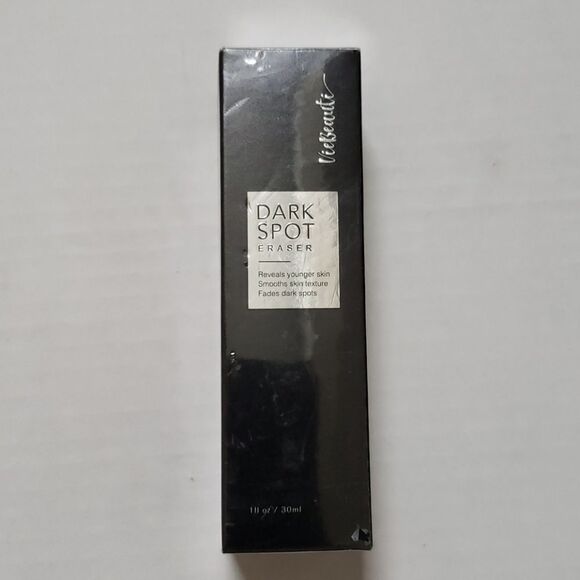 VieBeauti
DARK
SPOT
ERASER
Reveals younger skin
Smooths skin texture
Fades dark spots
1 fl oz / 30ml